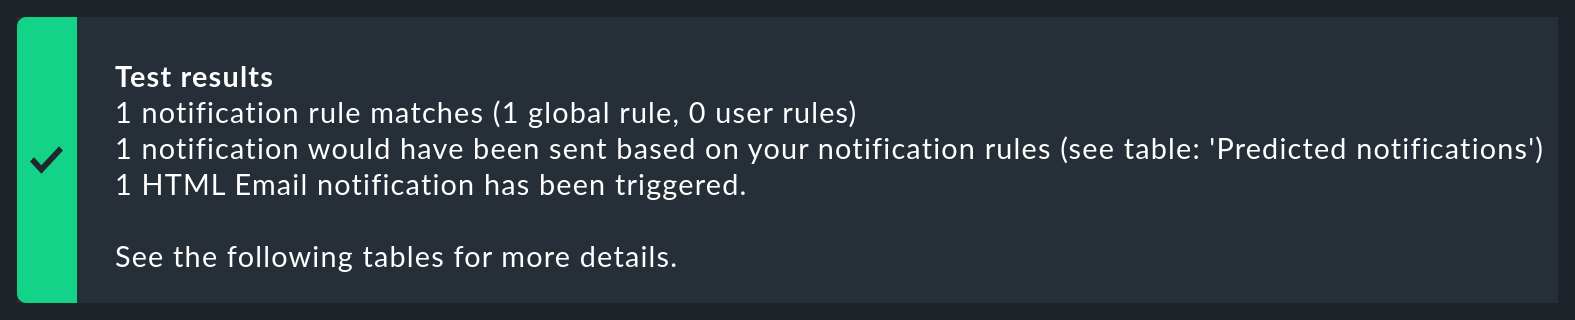 Test results
1 notification rule matches (1 global rule, 0 user rules)
1 notification would have been sent based on your notification rules (see table: 'Predicted notifications')
1 HTML Email notification has been triggered.
See the following tables for more details.